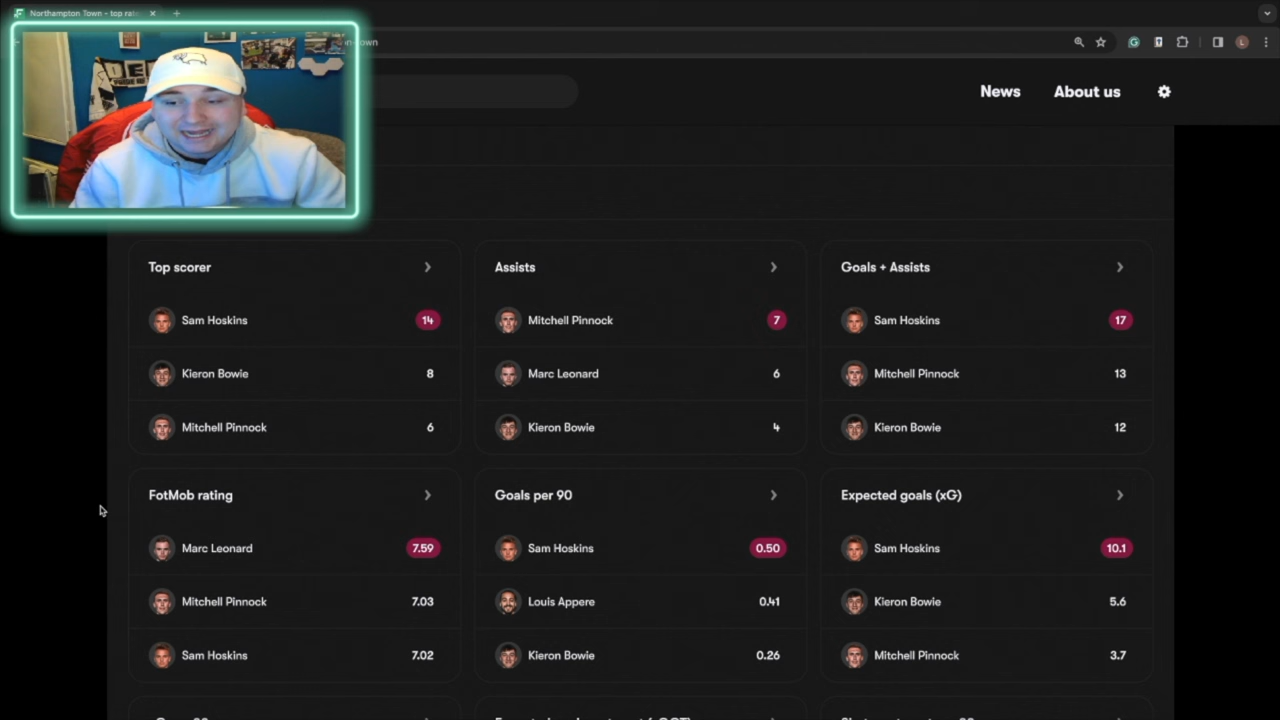 Northampton Town - top rate
News
About us
Top scorer
Sam Hoskins 14
Kieron Bowie 8
Mitchell Pinnock 6
Assists
Mitchell Pinnock 7
Marc Leonard 6
Kieron Bowie 4
Goals + Assists
Sam Hoskins 17
Mitchell Pinnock 13
Kieron Bowie 12
FotMob rating
Marc Leonard 7.59
Mitchell Pinnock 7.03
Sam Hoskins 7.02
Goals per 90
Sam Hoskins 0.50
Louis Appere 0.41
Kieron Bowie 0.26
Expected goals (xG)
Sam Hoskins 10.1
Kieron Bowie 5.6
Mitchell Pinnock 3.7